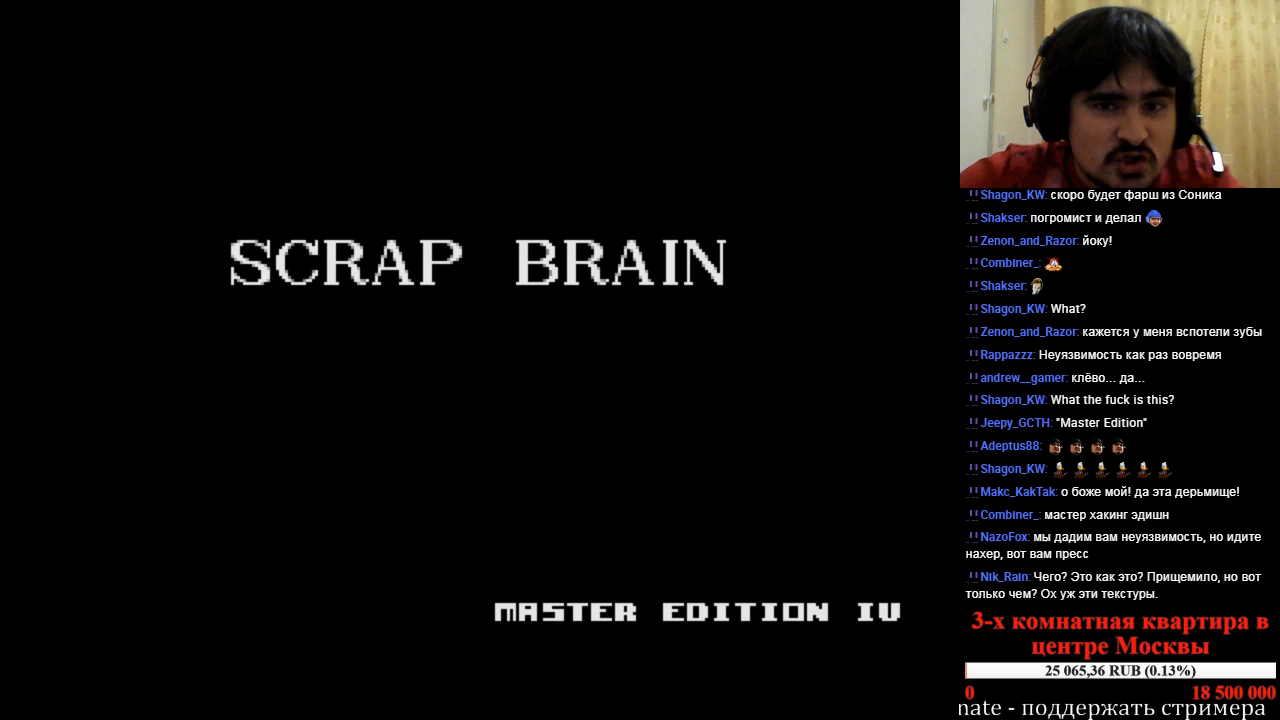 SCRAP BRAIN
MASTER EDITION IV
Shagon_KW: скоро будет фарш из Соника
Shakser: погромист и делал
Zenon_and_Razor: йоку!
Combiner_:
Shakser:
Shagon_KW: What?
Zenon_and_Razor: кажется у меня вспотели зубы
Rappazzz: Неуязвимость как раз вовремя
andrew__gamer: клёво... да...
Shagon_KW: What the fuck is this?
Jeepy_GCTH: "Master Edition"
Adeptus88:
Shagon_KW:
Makc_KakTak: о боже мой! да эта дерьмище!
Combiner_: мастер хакинг эдишн
NazoFox: мы дадим вам неуязвимость, но идите
нахер, вот вам пресс
Nik_Rain: Чего? Это как это? Прищемило, но вот
только чем? Ох уж эти текстуры.
3-х комнатная квартира в
центре Москвы
25 065,36 RUB (0.13%)
0 18 500 000
nate - поддержать стримера